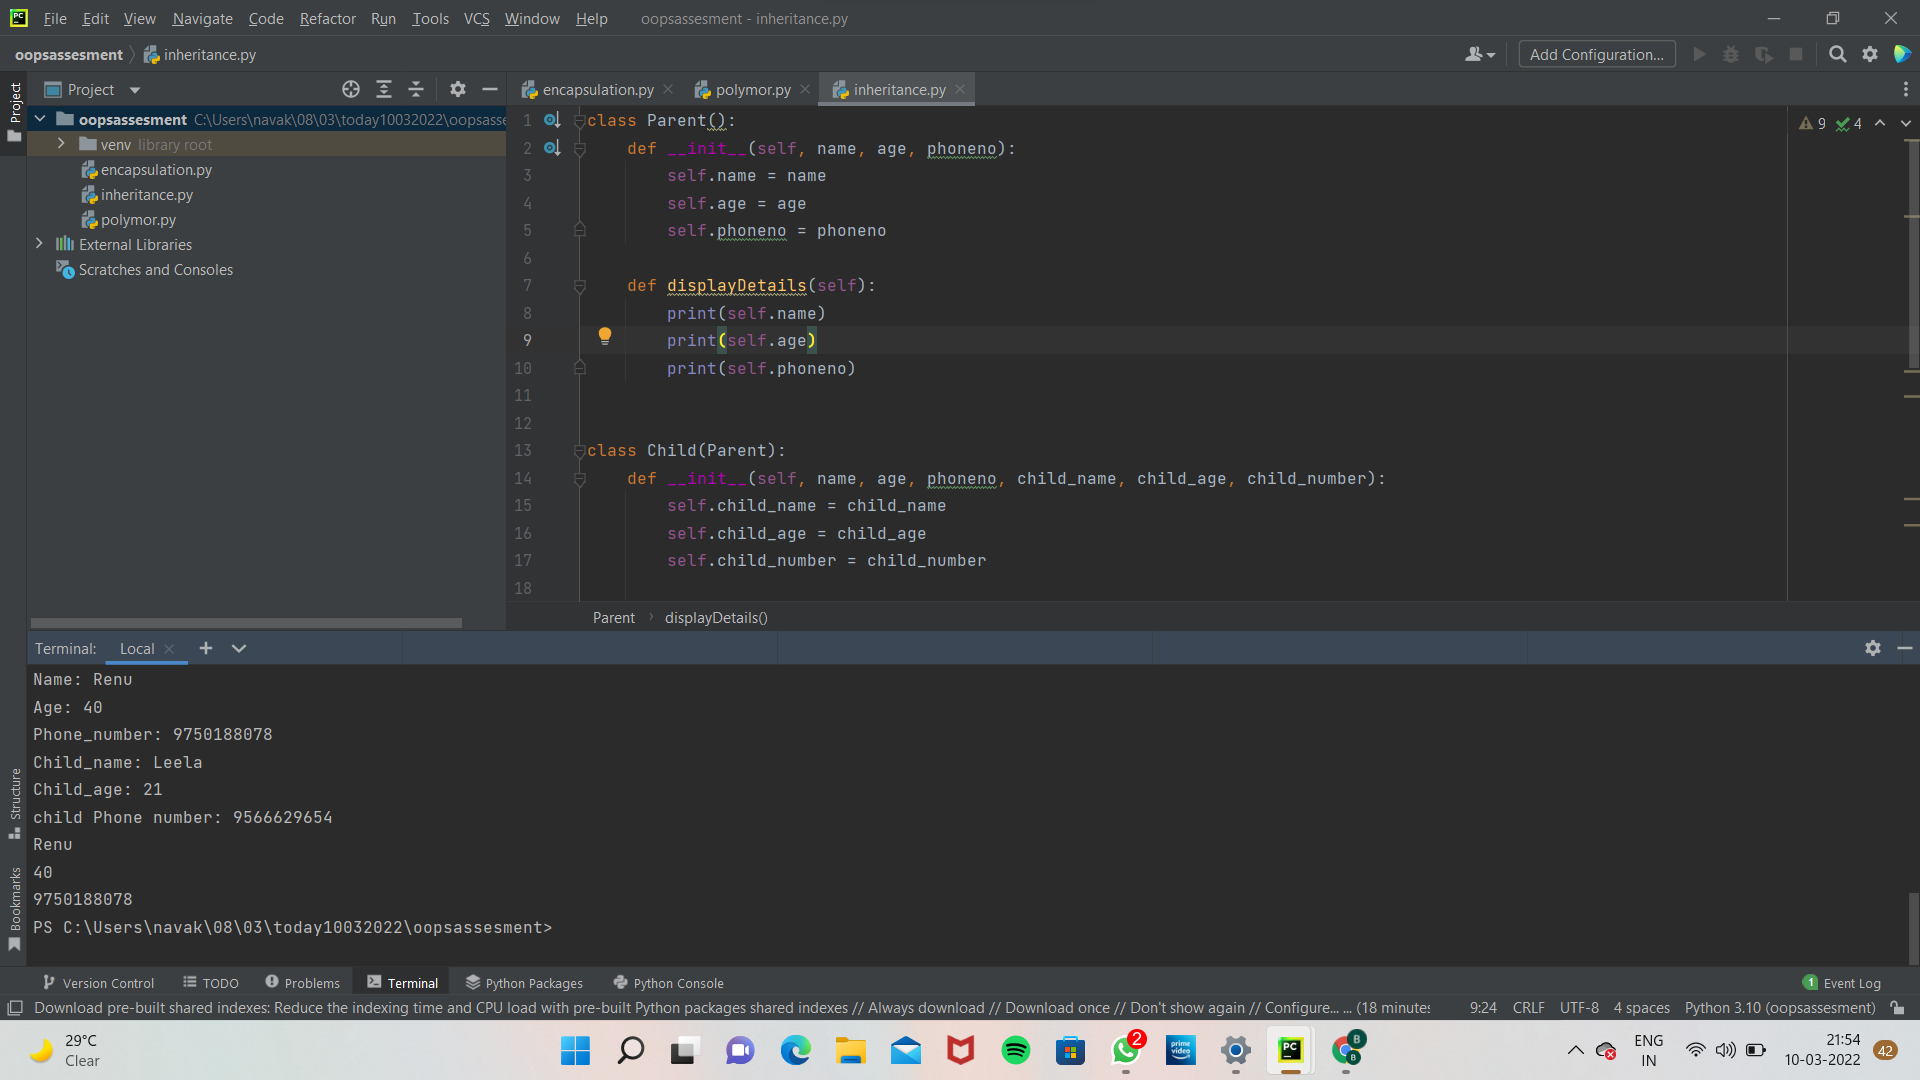 PC File Edit View Navigate Code Refactor Run Tools VCS Window Help oopsassesment - inheritance.py
oopsassesment inheritance.py Add Configuration...
Project
Project
encapsulation.py polymor.py inheritance.py
oopsassesment C:\Users\navak\08\03\today10032022\oopsasse
venv library root
encapsulation.py
inheritance.py
polymor.py
External Libraries
Scratches and Consoles
9 4
1 class Parent():
2     def __init__(self, name, age, phoneno):
3         self.name = name
4         self.age = age
5         self.phoneno = phoneno
6
7     def displayDetails(self):
8         print(self.name)
9         print(self.age)
10         print(self.phoneno)
11
12
13 class Child(Parent):
14     def __init__(self, name, age, phoneno, child_name, child_age, child_number):
15         self.child_name = child_name
16         self.child_age = child_age
17         self.child_number = child_number
18
Parent displayDetails()
Terminal: Local
Name: Renu
Age: 40
Phone_number: 9750188078
Child_name: Leela
Child_age: 21
child Phone number: 9566629654
Renu
40
9750188078
PS C:\Users\navak\08\03\today10032022\oopsassesment>
Structure
Bookmarks
Version Control TODO Problems Terminal Python Packages Python Console 1 Event Log
Download pre-built shared indexes: Reduce the indexing time and CPU load with pre-built Python packages shared indexes // Always download // Download once // Don't show again // Configure... ... (18 minutes 9:24 CRLF UTF-8 4 spaces Python 3.10 (oopsassesment)
29°C
Clear
2
prime video
PC
B
B
ENG
IN
21:54
10-03-2022
42